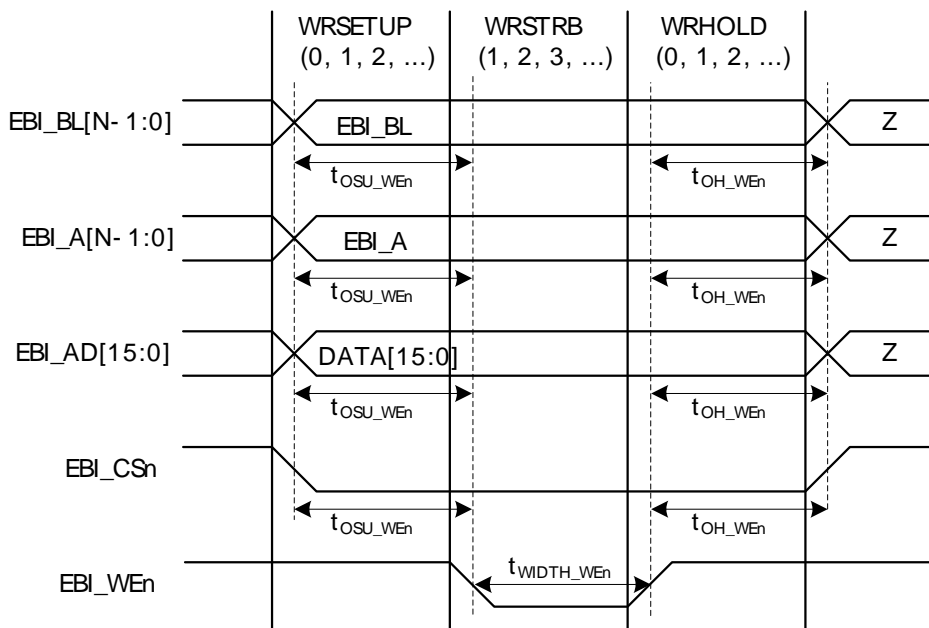 WRSETUP WRSTRB WRHOLD
(0, 1, 2, ...) (1, 2, 3, ...) (0, 1, 2, ...)
EBI_BL[N-1:0] EBI_BL Z
tOSU_WEn tOH_WEn
EBI_A[N-1:0] EBI_A Z
tOSU_WEn tOH_WEn
EBI_AD[15:0] DATA[15:0] Z
tOSU_WEn tOH_WEn
EBI_CSn
tOSU_WEn tOH_WEn
EBI_WEn tWIDTH_WEn